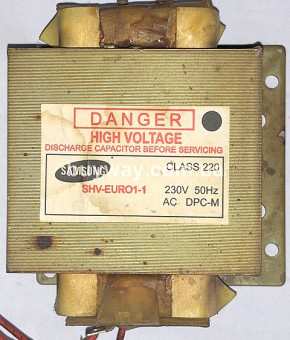 DANGER
HIGH VOLTAGE
DISCHARGE CAPACITOR BEFORE SERVICING
SAMSUNG CLASS 220
SHV-EURO1-1 230V 50Hz
AC DPC-M